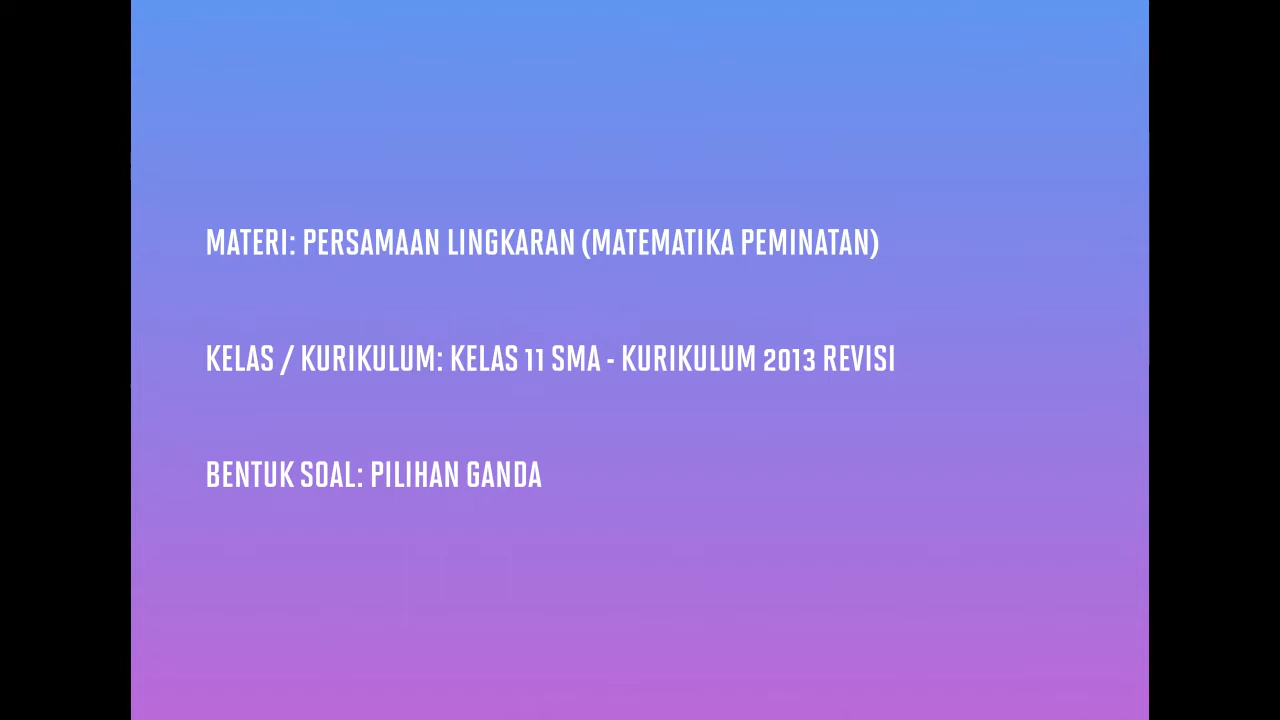 MATERI: PERSAMAAN LINGKARAN (MATEMATIKA PEMINATAN)
KELAS / KURIKULUM: KELAS 11 SMA - KURIKULUM 2013 REVISI
BENTUK SOAL: PILIHAN GANDA